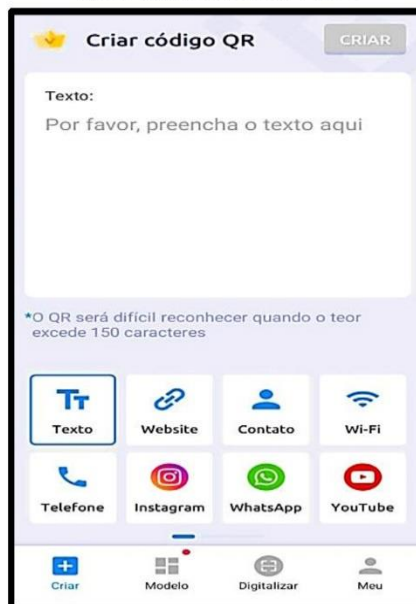 Criar código QR CRIAR
Texto:
Por favor, preencha o texto aqui
*O QR será difícil reconhecer quando o teor
excede 150 caracteres
Tт Texto
Website
Contato
Wi-Fi
Telefone
Instagram
WhatsApp
YouTube
Criar
Modelo
Digitalizar
Meu